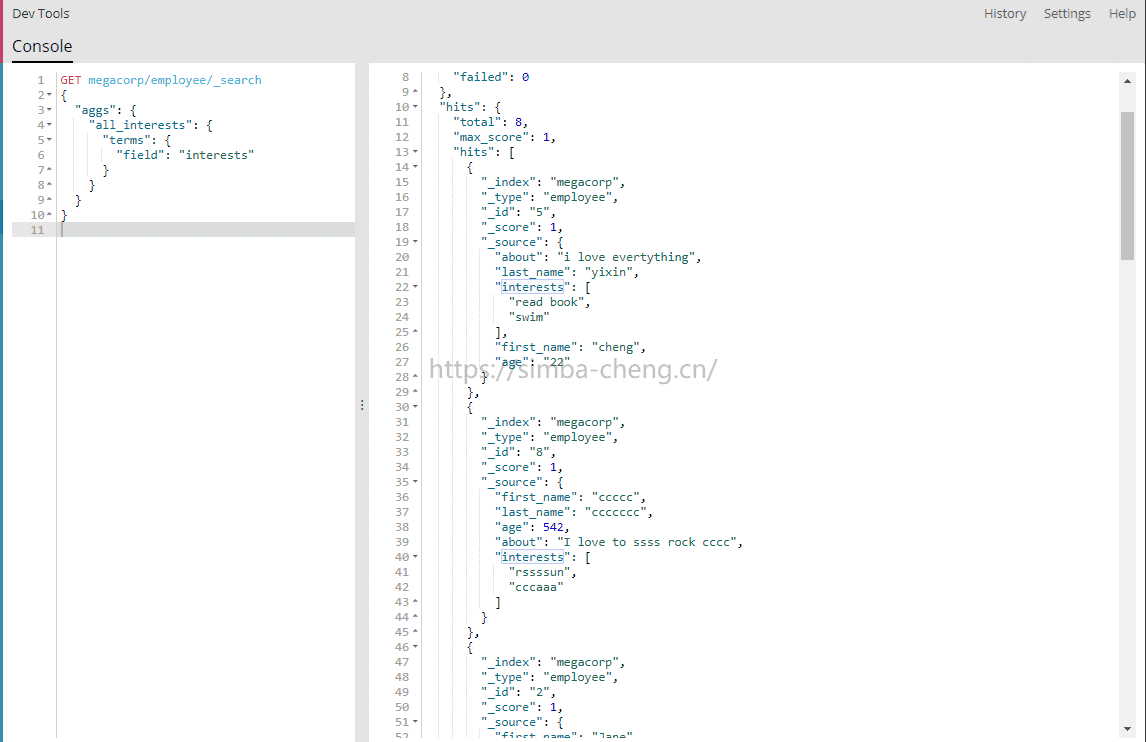 Dev Tools
History Settings Help
Console
1 GET megacorp/employee/_search
2 {
3 "aggs": {
4 "all_interests": {
5 "terms": {
6 "field": "interests"
7 }
8 }
9 }
10 }
11
8 "failed": 0
9 },
10 "hits": {
11 "total": 8,
12 "max_score": 1,
13 "hits": [
14 {
15 "_index": "megacorp",
16 "_type": "employee",
17 "_id": "5",
18 "_score": 1,
19 "_source": {
20 "about": "i love evertything",
21 "last_name": "yixin",
22 "interests": [
23 "read book",
24 "swim"
25 ],
26 "first_name": "cheng",
27 "age": "22"
https://simba-cheng.cn/
28 }
29 },
30 {
31 "_index": "megacorp",
32 "_type": "employee",
33 "_id": "8",
34 "_score": 1,
35 "_source": {
36 "first_name": "ccccc",
37 "last_name": "ccccccc",
38 "age": 542,
39 "about": "I love to ssss rock cccc",
40 "interests": [
41 "rssssun",
42 "cccaaa"
43 ]
44 }
45 },
46 {
47 "_index": "megacorp",
48 "_type": "employee",
49 "_id": "2",
50 "_score": 1,
51 "_source": {
52 "first_name": "Jane"